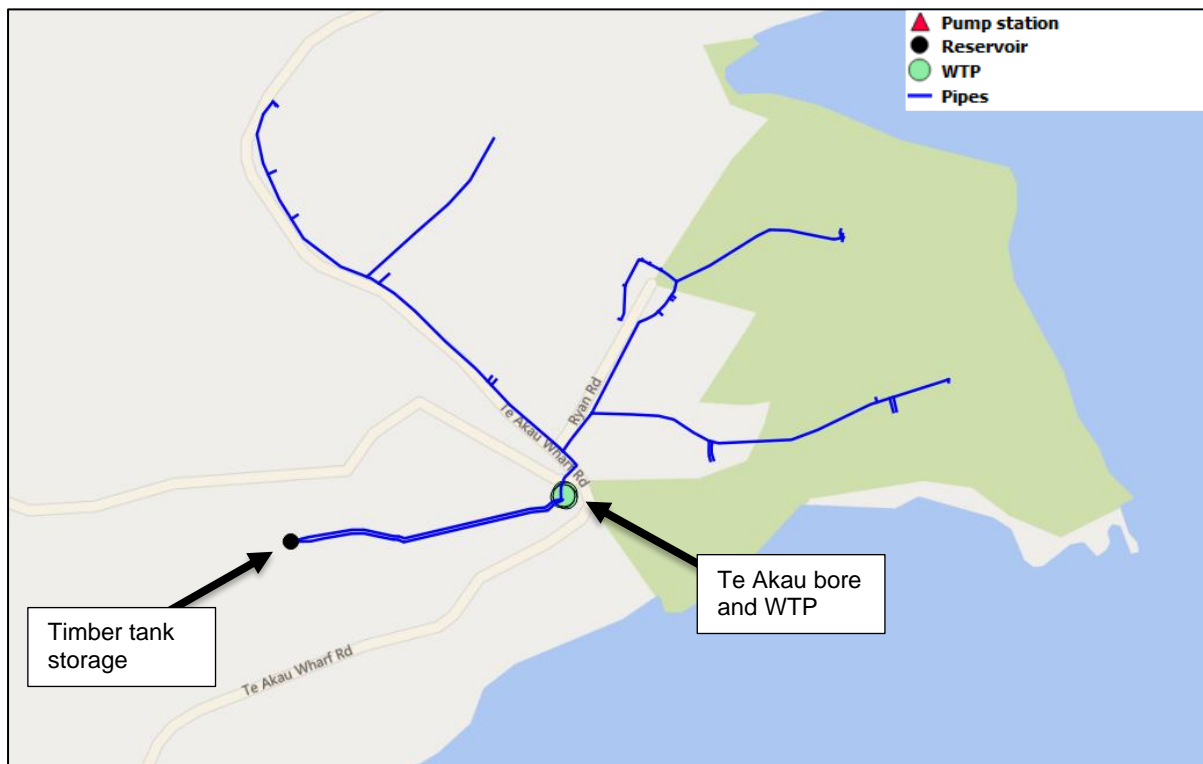 Pump station
Reservoir
WTP
Pipes
Ryan Rd
Te Akau Wharf Rd
Te Akau bore
and WTP
Timber tank
storage
Te Akau Wharf Rd